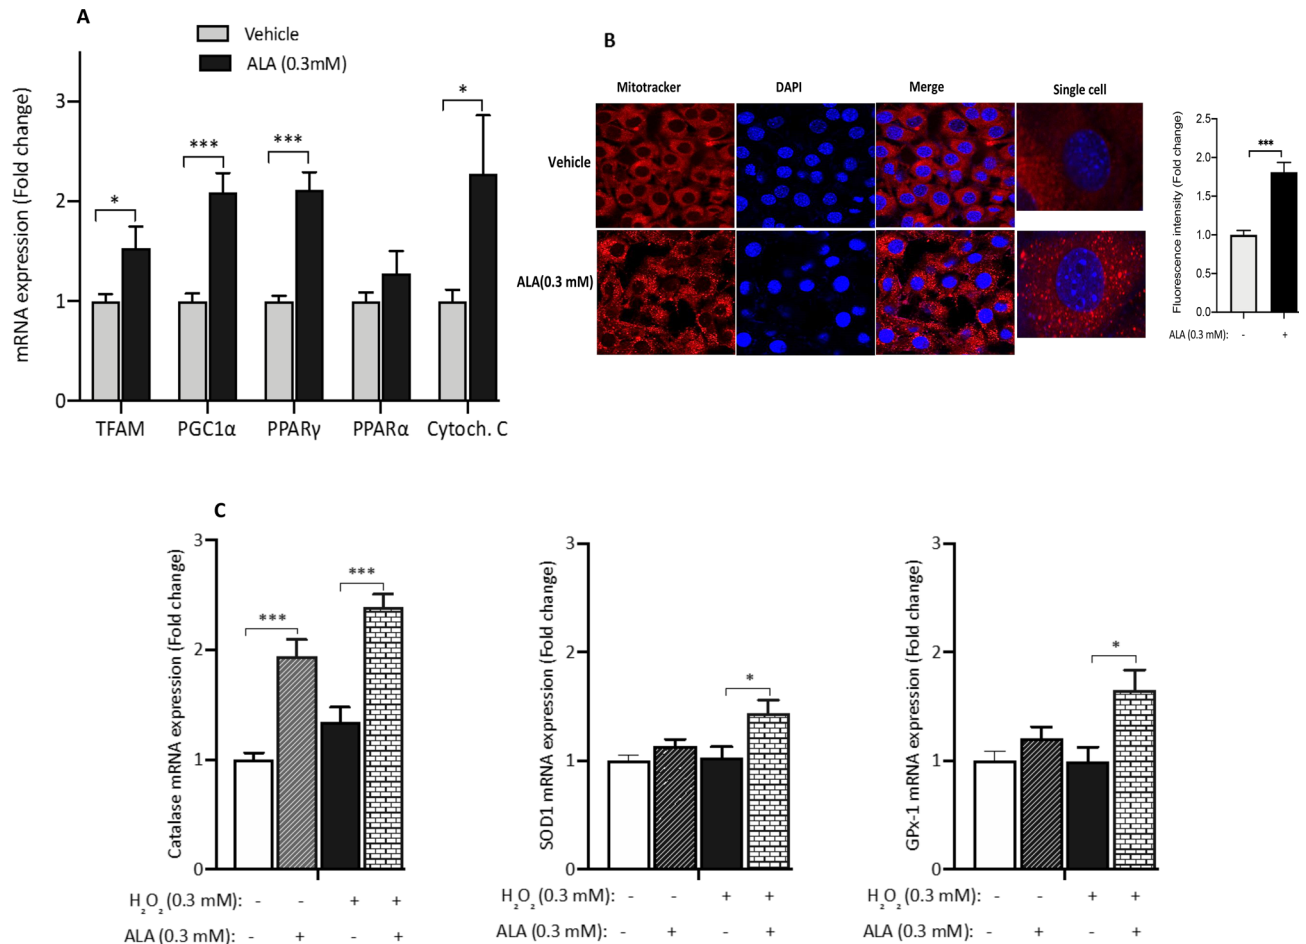 A
Vehicle
ALA (0.3mM)
mRNA expression (Fold change)
3
2
1
0
*
***
***
*
TFAM
PGC1α
PPARγ
PPARα
Cytoch. C
B
Mitotracker
DAPI
Merge
Single cell
Vehicle
ALA(0.3 mM)
Fluorescence intensity (Fold change)
2.5
2.0
1.5
1.0
0.5
0.0
***
ALA (0.3 mM): - +
C
Catalase mRNA expression (Fold change)
3
2
1
0
***
***
H₂O₂ (0.3 mM): - - + +
ALA (0.3 mM): - + - +
SOD1 mRNA expression (Fold change)
3
2
1
0
*
H₂O₂ (0.3 mM): - - + +
ALA (0.3 mM): - + - +
GPx-1 mRNA expression (Fold change)
3
2
1
0
*
H₂O₂ (0.3 mM): - - + +
ALA (0.3 mM): - + - +